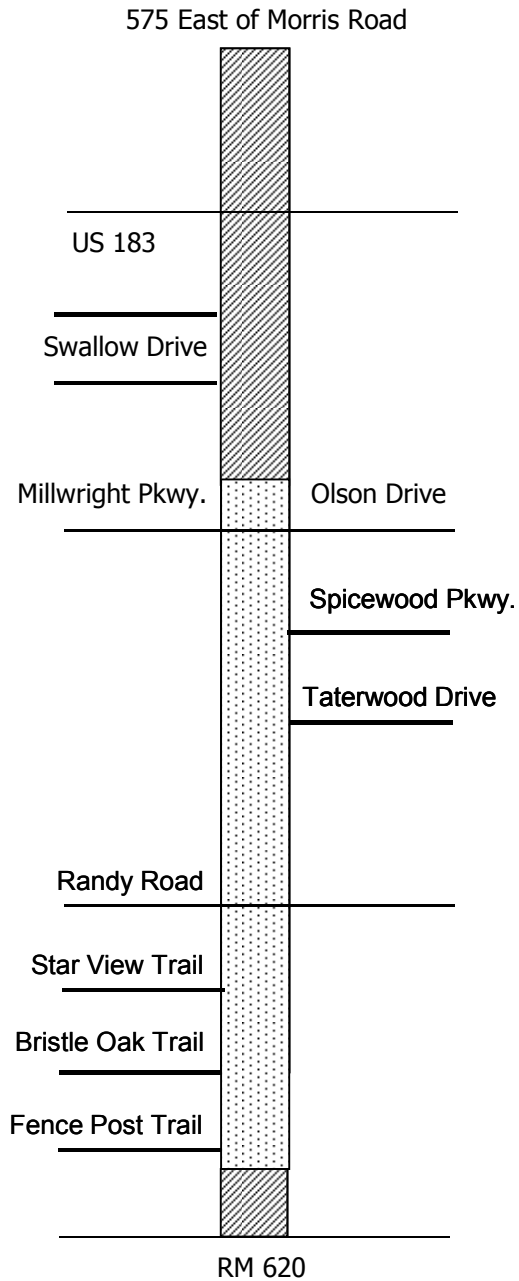 575 East of Morris Road
US 183
Swallow Drive
Millwright Pkwy.
Olson Drive
Spicewood Pkwy.
Taterwood Drive
Randy Road
Star View Trail
Bristle Oak Trail
Fence Post Trail
RM 620